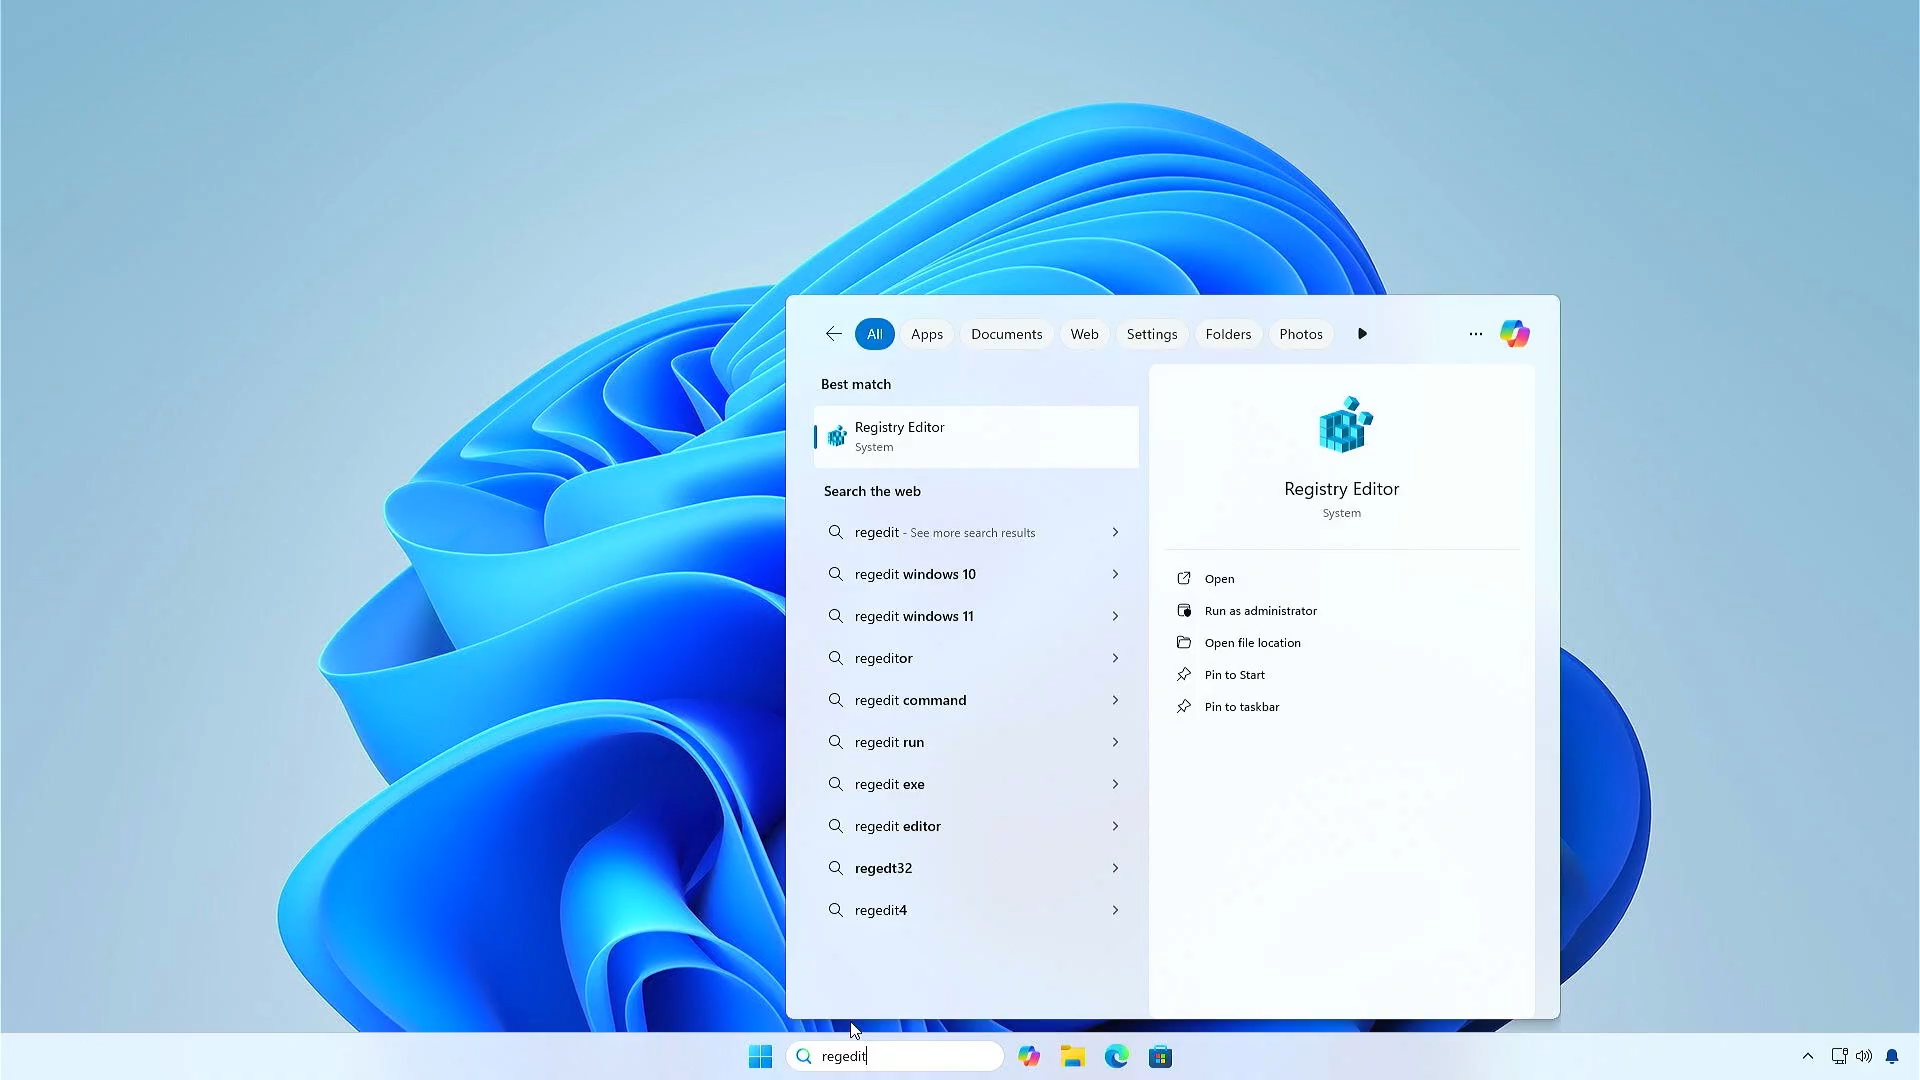 All
Apps
Documents
Web
Settings
Folders
Photos
Best match
Registry Editor
System
Search the web
regedit - See more search results
regedit windows 10
regedit windows 11
regeditor
regedit command
regedit run
regedit exe
regedit editor
regedt32
regedit4
Registry Editor
System
Open
Run as administrator
Open file location
Pin to Start
Pin to taskbar
regedit